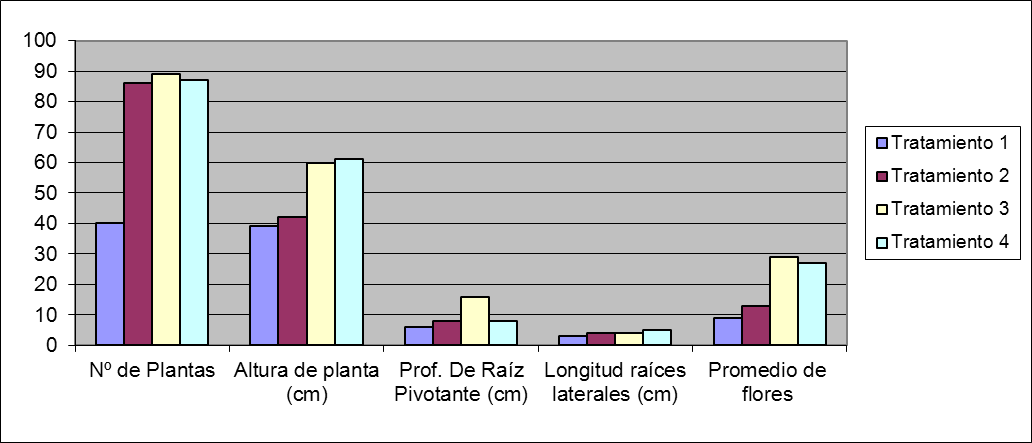 100
90
80
70
60
50
40
30
20
10
0
Nº de Plantas
Altura de planta
(cm)
Prof. De Raíz
Pivotante (cm)
Longitud raíces
laterales (cm)
Promedio de
flores
Tratamiento 1
Tratamiento 2
Tratamiento 3
Tratamiento 4